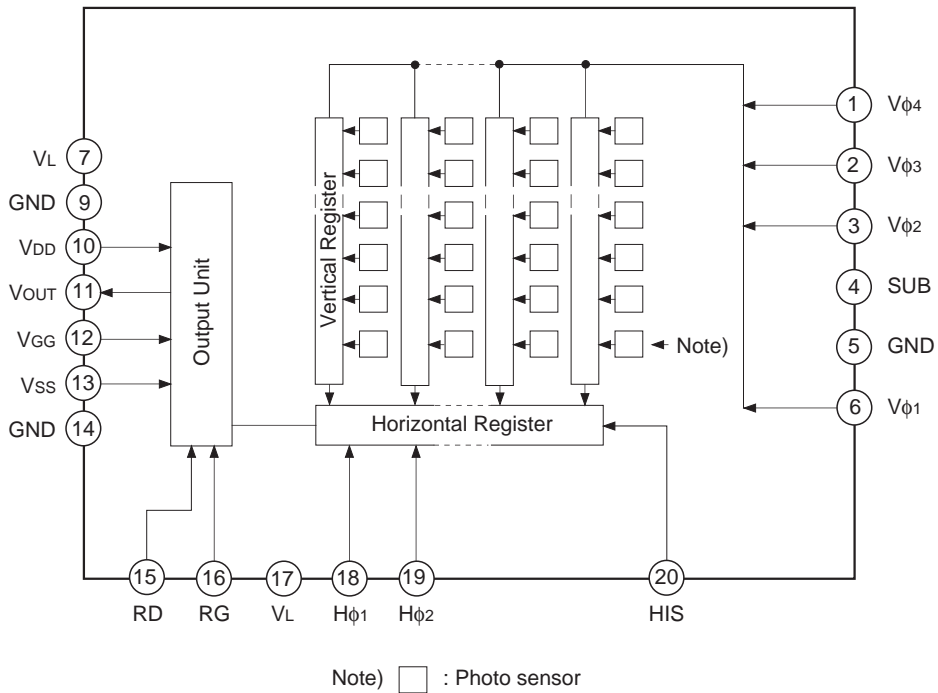 1 Vϕ4
2 Vϕ3
3 Vϕ2
4 SUB
5 GND
6 Vϕ1
VL 7
GND 9
VDD 10
VOUT 11
VGG 12
VSS 13
GND 14
Output Unit
Vertical Register
Note)
Horizontal Register
15 16 17 18 19 20
RD RG VL Hϕ1 Hϕ2 HIS
Note) : Photo sensor